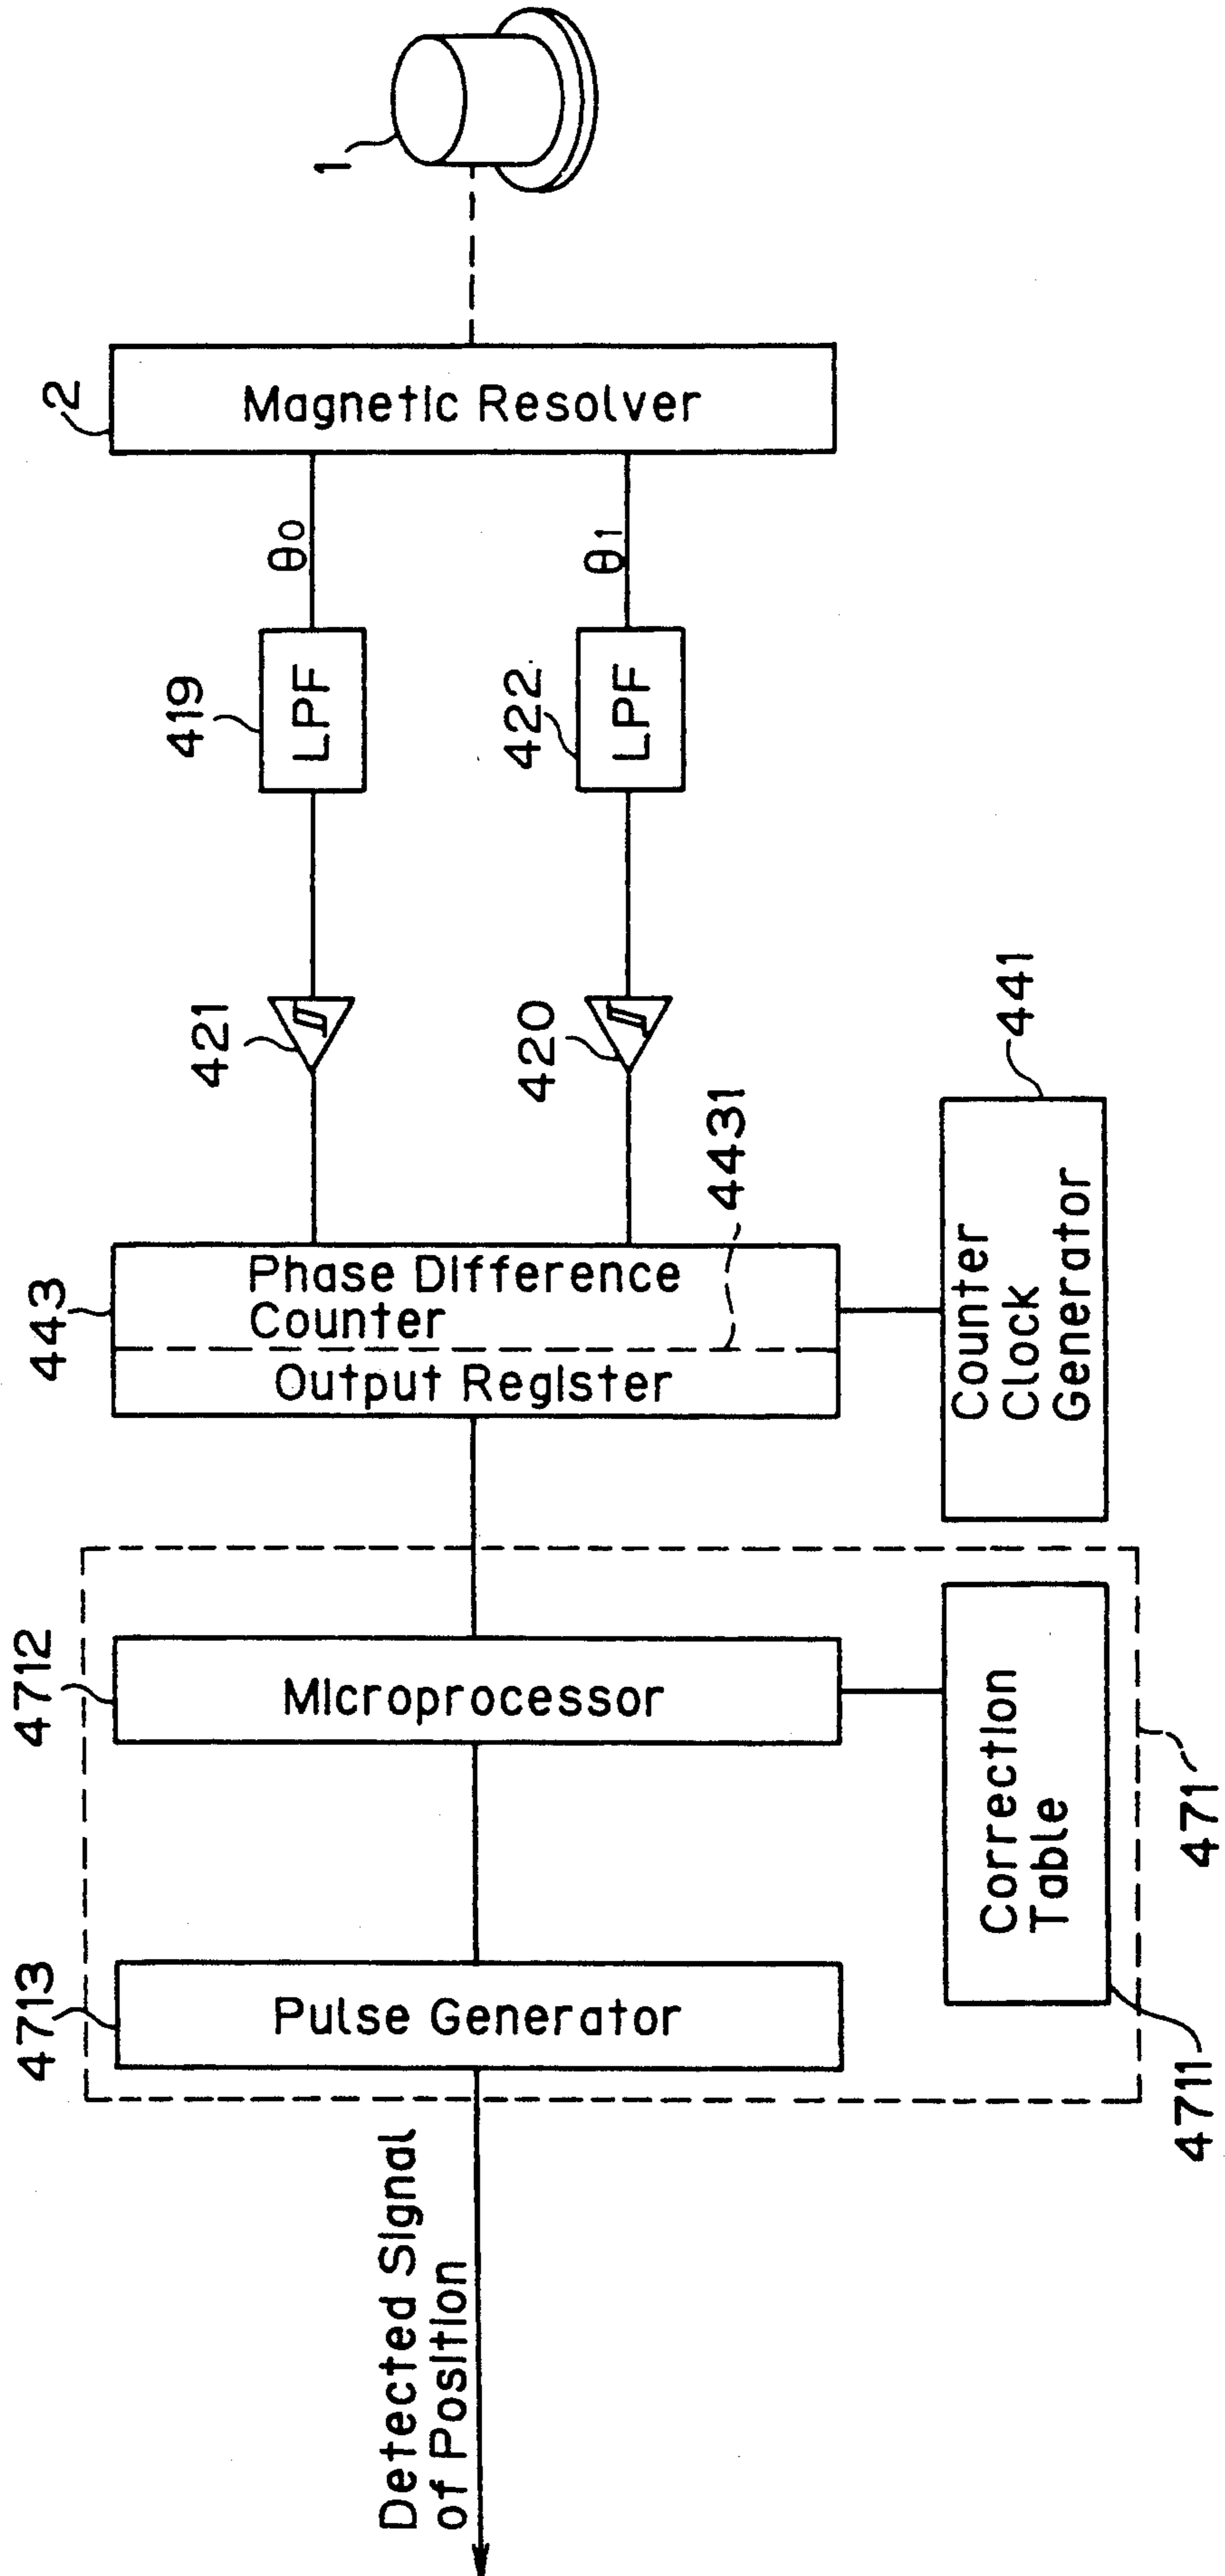 1
2
Magnetic Resolver
θ0
θ1
419
LPF
422
LPF
421
420
443
Phase Difference
Counter
4431
Output Register
441
Counter
Clock
Generator
4712
Microprocessor
471
Correction
Table
4711
4713
Pulse Generator
Detected Signal
of Position